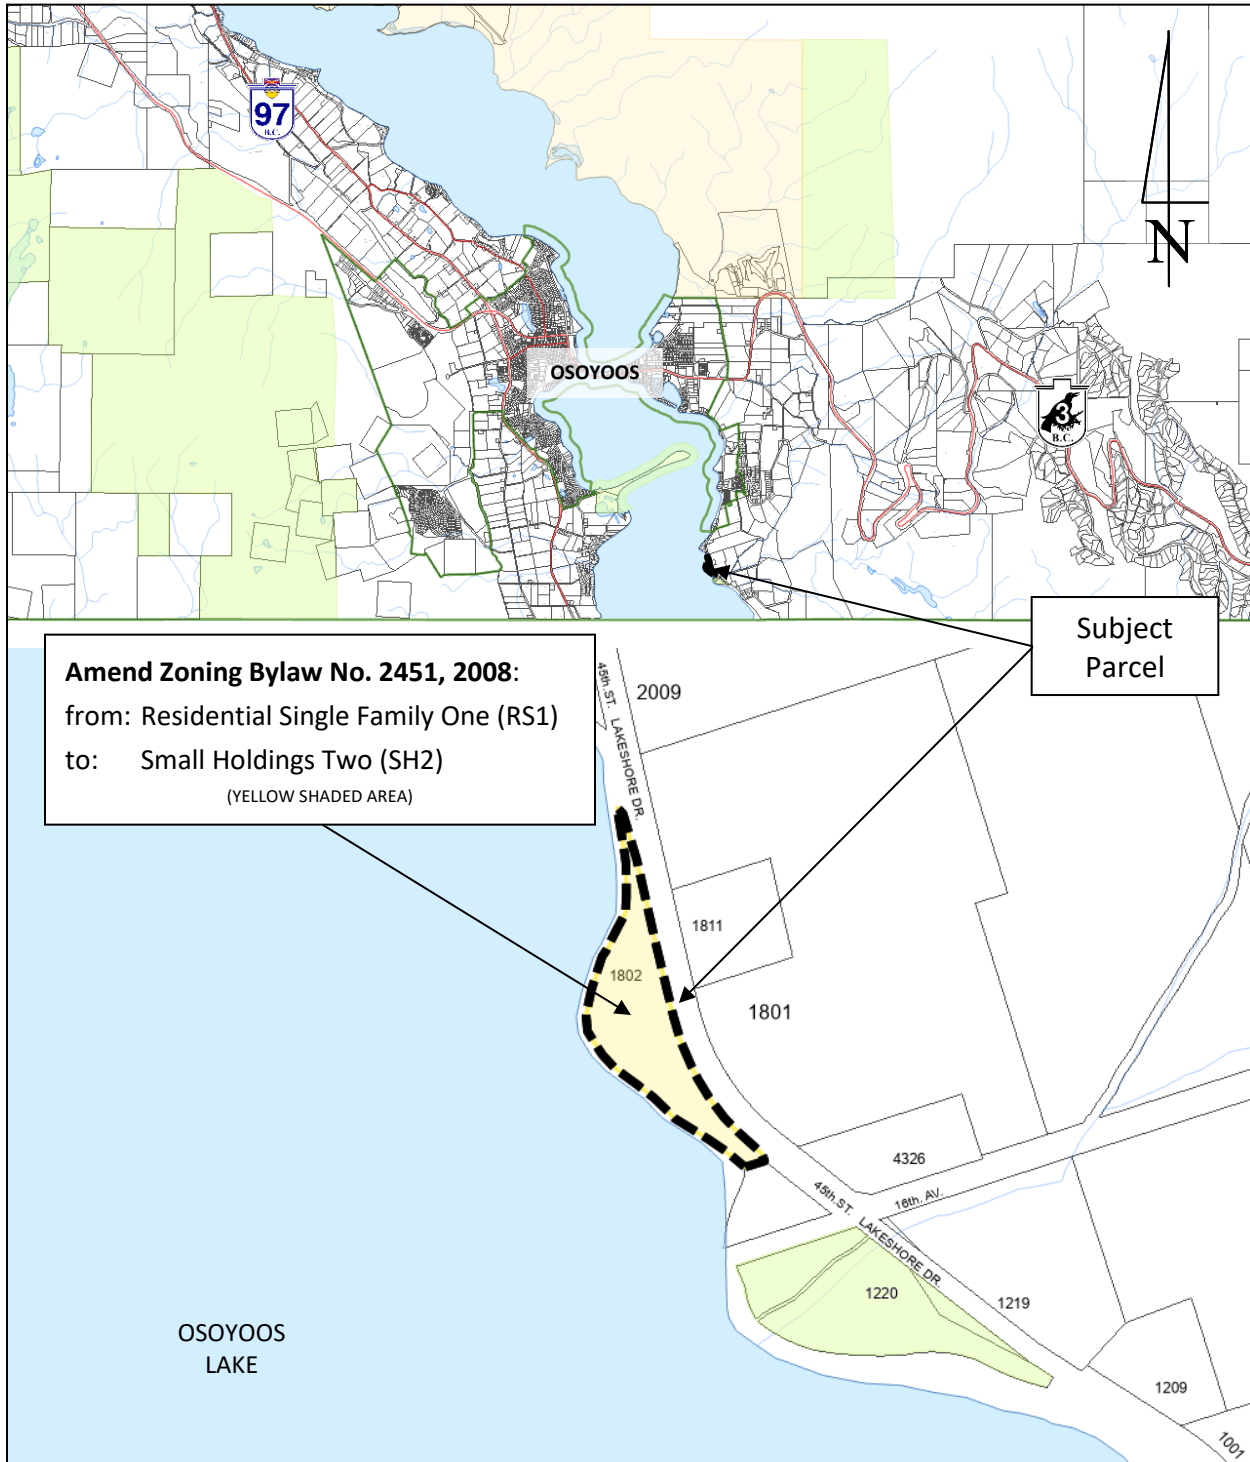 97
B.C.
N
OSOYOOS
3
B.C.
Subject
Parcel
Amend Zoning Bylaw No. 2451, 2008:
from: Residential Single Family One (RS1)
to: Small Holdings Two (SH2)
(YELLOW SHADED AREA)
45th.ST. LAKESHORE DR.
2009
1811
1802
1801
4326
16th. AV.
45th.ST. LAKESHORE DR.
1220
1219
OSOYOOS
LAKE
1209
1001